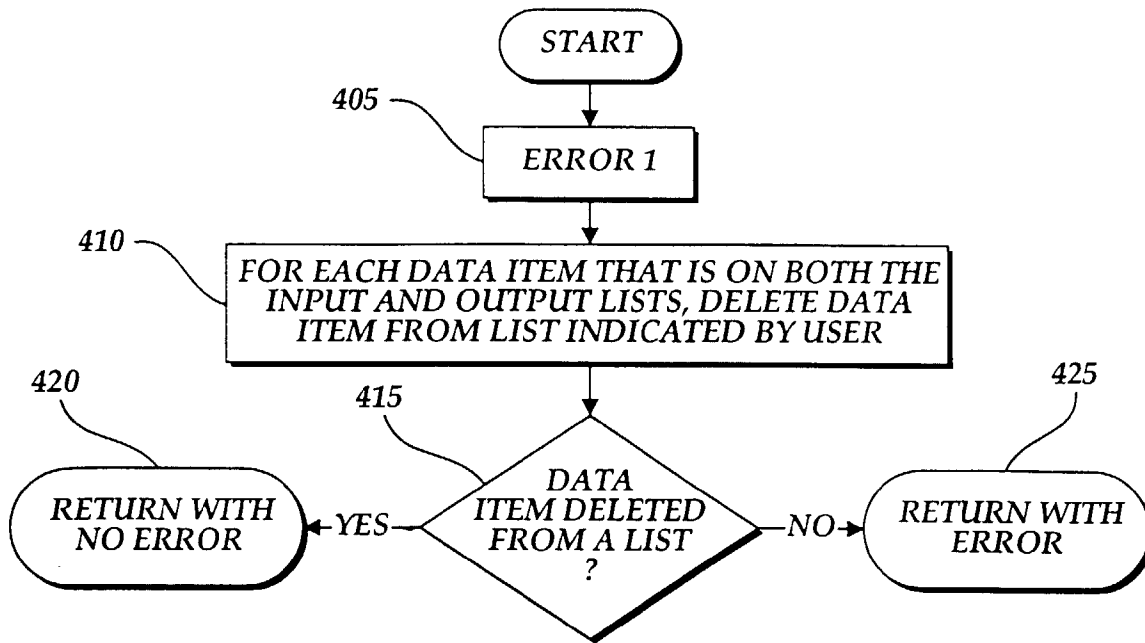 START
405
ERROR 1
410
FOR EACH DATA ITEM THAT IS ON BOTH THE
INPUT AND OUTPUT LISTS, DELETE DATA
ITEM FROM LIST INDICATED BY USER
420
415
425
RETURN WITH
NO ERROR
YES
DATA
ITEM DELETED
FROM A LIST
?
NO
RETURN WITH
ERROR